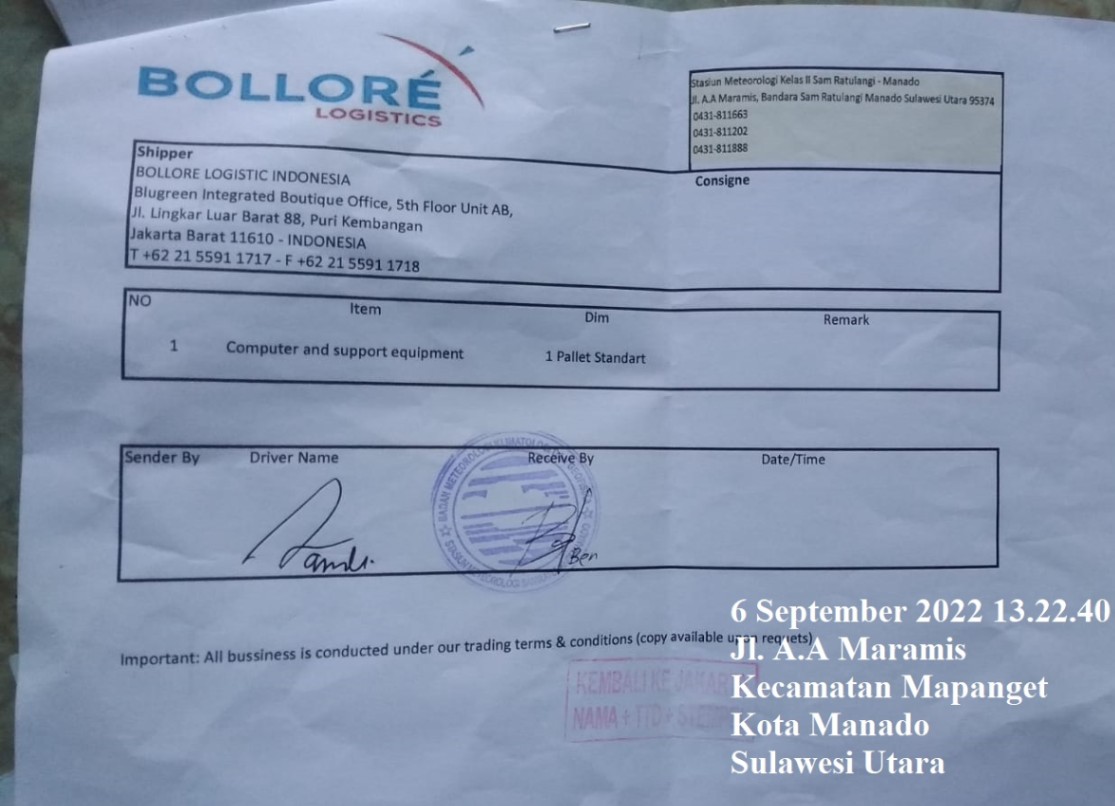 BOLLORÉ
LOGISTICS
Stasiun Meteorologi Kelas II Sam Ratulangi - Manado
Jl. A.A Maramis, Bandara Sam Ratulangi Manado Sulawesi Utara 95374
0431-811663
0431-811202
0431-811888
Shipper
BOLLORE LOGISTIC INDONESIA
Blugreen Integrated Boutique Office, 5th Floor Unit AB,
Jl. Lingkar Luar Barat 88, Puri Kembangan
Jakarta Barat 11610 - INDONESIA
T +62 21 5591 1717 - F +62 21 5591 1718
Consigne
NO Item Dim Remark
1 Computer and support equipment 1 Pallet Standart
Sender By Driver Name Receive By Date/Time
BADAN METEOROLOGI
STASIUN METEOROLOGI
Ben
Important: All bussiness is conducted under our trading terms & conditions (copy available upon requets)
KEMBALI KE JAKAR
NAMA + TTD + STEMPEL
6 September 2022 13.22.40
Jl. A.A Maramis
Kecamatan Mapanget
Kota Manado
Sulawesi Utara